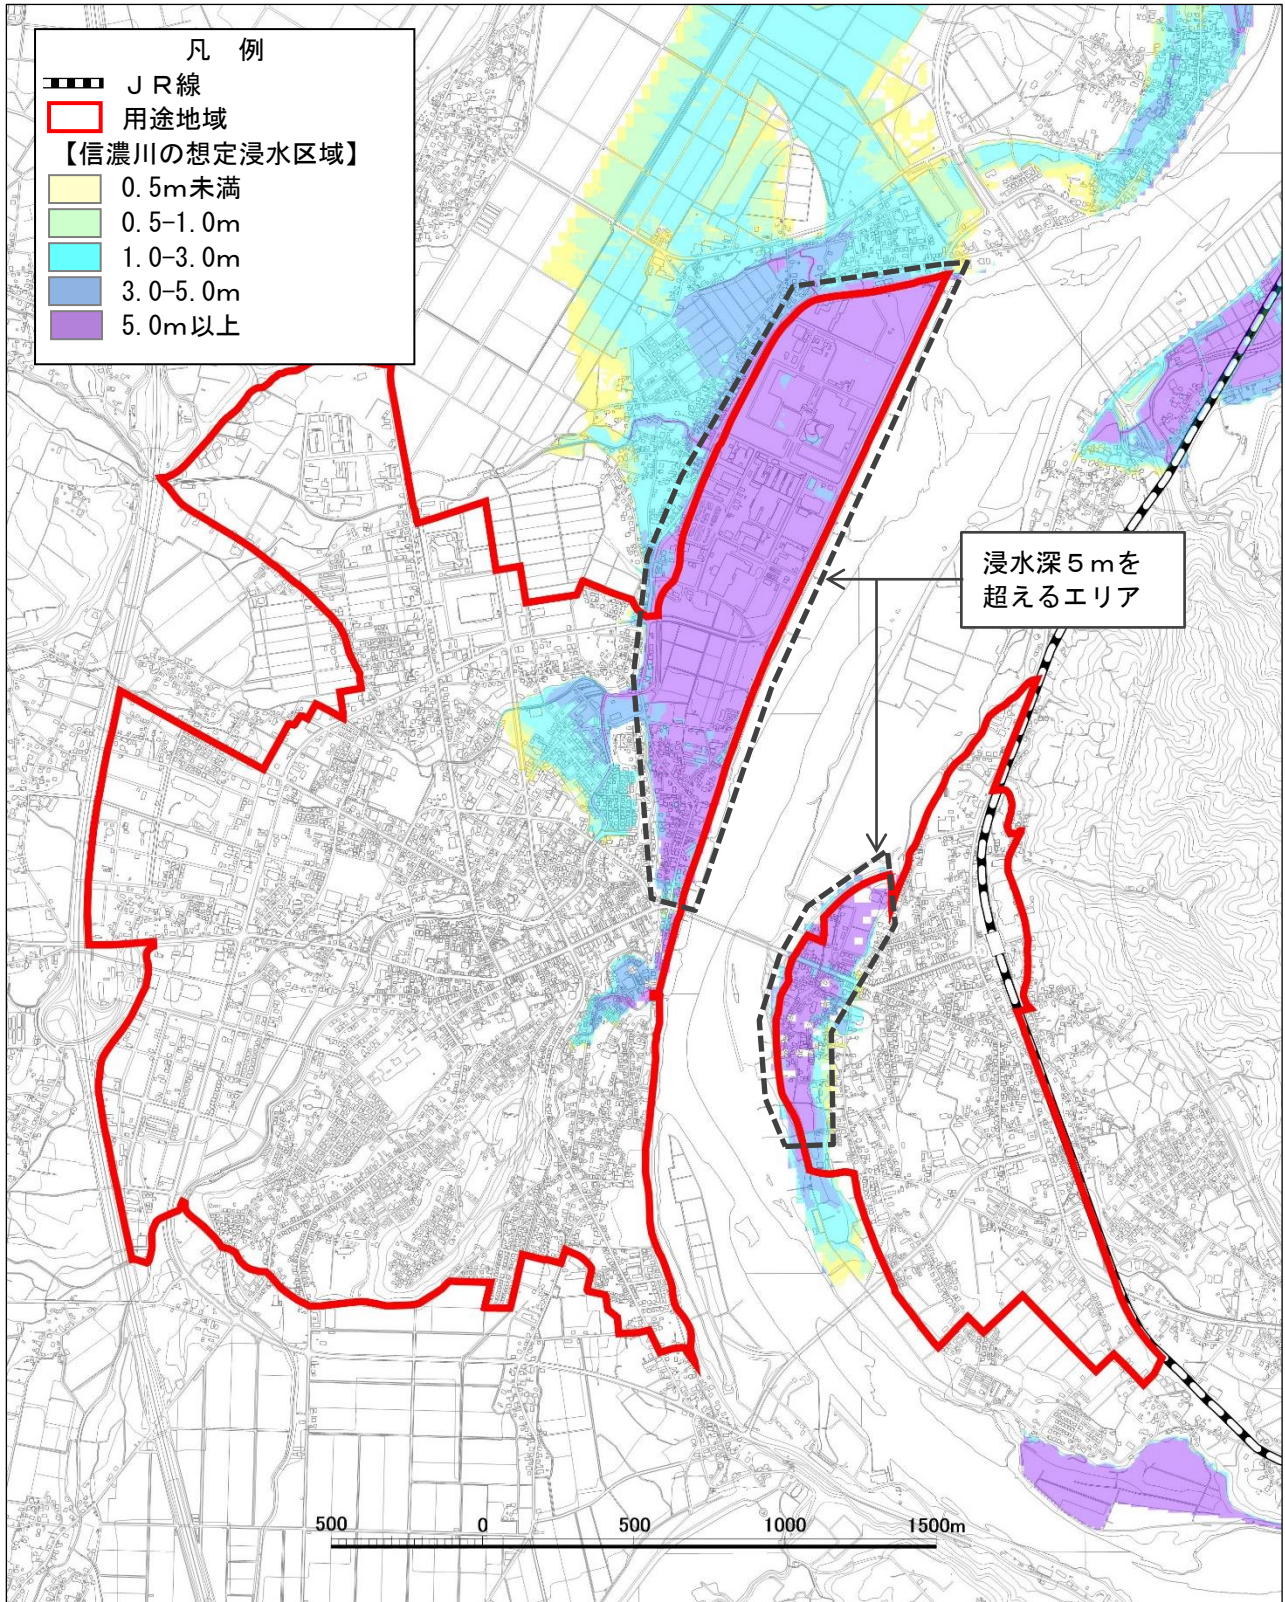 凡 例
ＪＲ線
用途地域
【信濃川の想定浸水区域】
0.5m未満
0.5-1.0m
1.0-3.0m
3.0-5.0m
5.0m以上
浸水深５ｍを
超えるエリア
500 0 500 1000 1500m